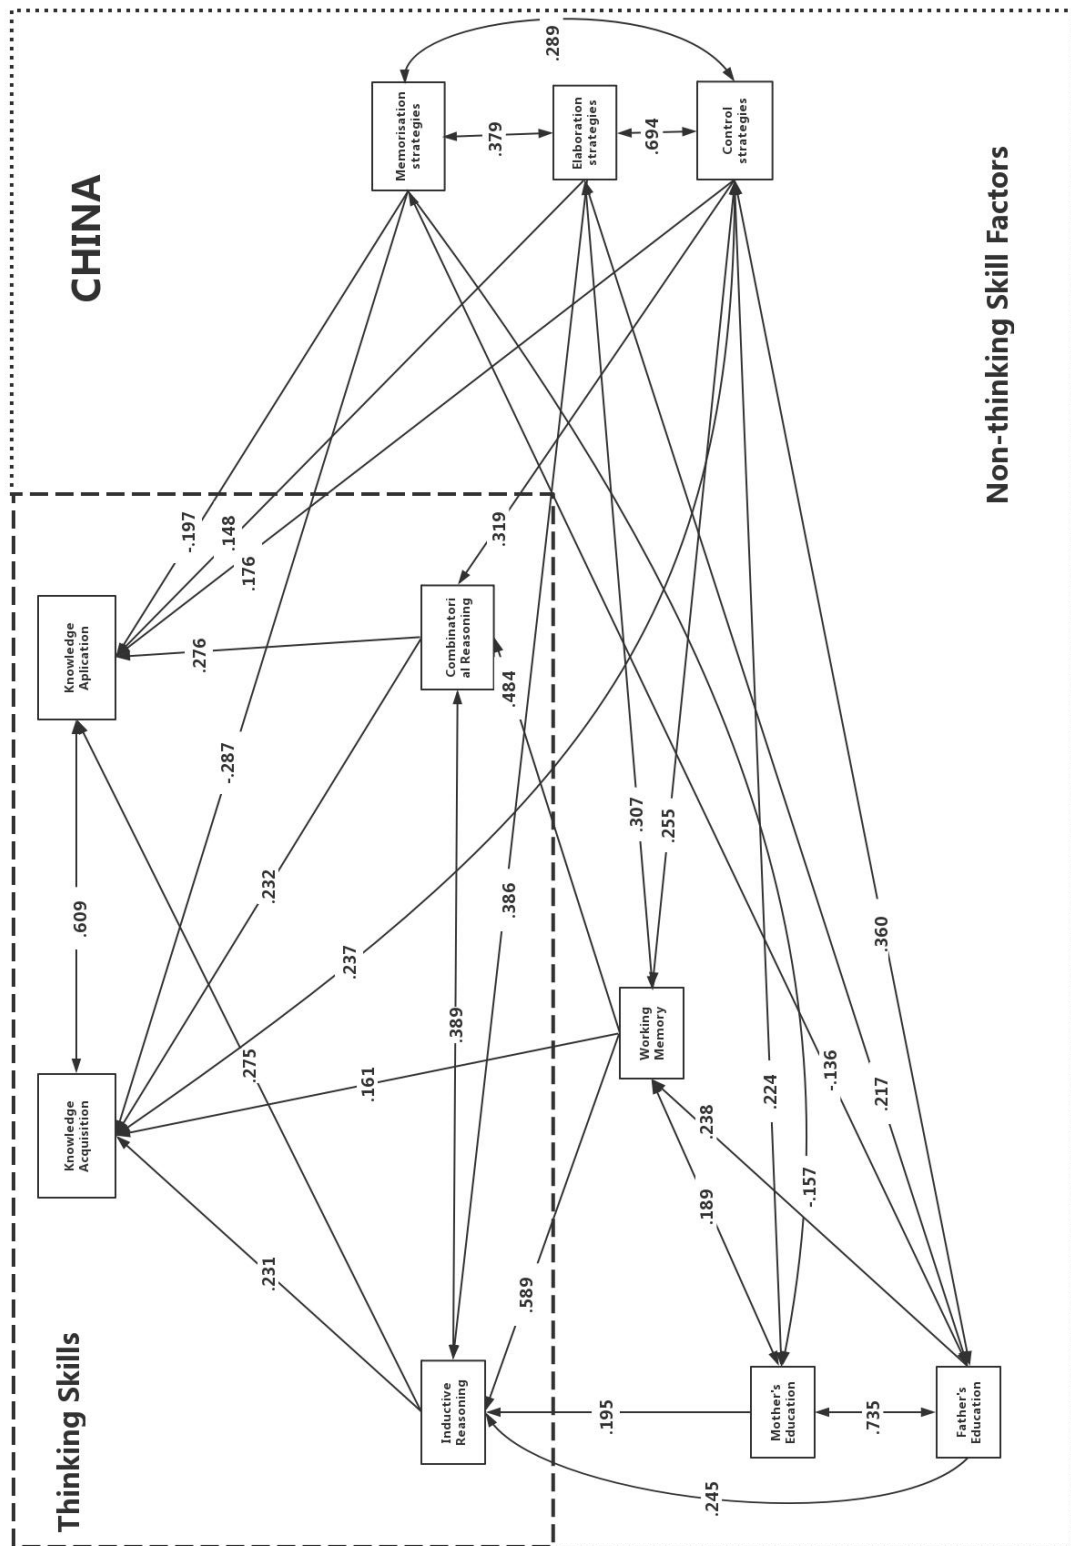 Thinking Skills
CHINA
Non-thinking Skill Factors
Knowledge
Acquisition
.609
Knowledge
Aplication
.231
.275
.161
.232
.237
-.287
.276
-.197
.148
.176
Inductive
Reasoning
.389
Combinatori
al Reasoning
.319
.386
.484
.589
.195
.245
Memorisation
strategies
.379
Elaboration
strategies
.694
Control
strategies
.289
Working
Memory
.307
.255
.238
.189
.224
-.157
-.136
.217
.360
Mother's
Education
.735
Father's
Education